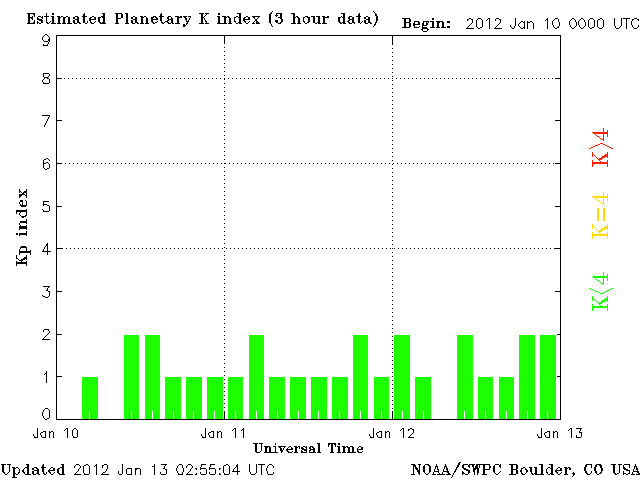 Estimated Planetary K index (3 hour data) Begin: 2012 Jan 10 0000 UTC
9
8
7
6
5
4
3
2
1
0
Kp index
K>4
K=4
K<4
Jan 10 Jan 11 Jan 12 Jan 13
Universal Time
Updated 2012 Jan 13 02:55:04 UTC NOAA/SWPC Boulder, CO USA